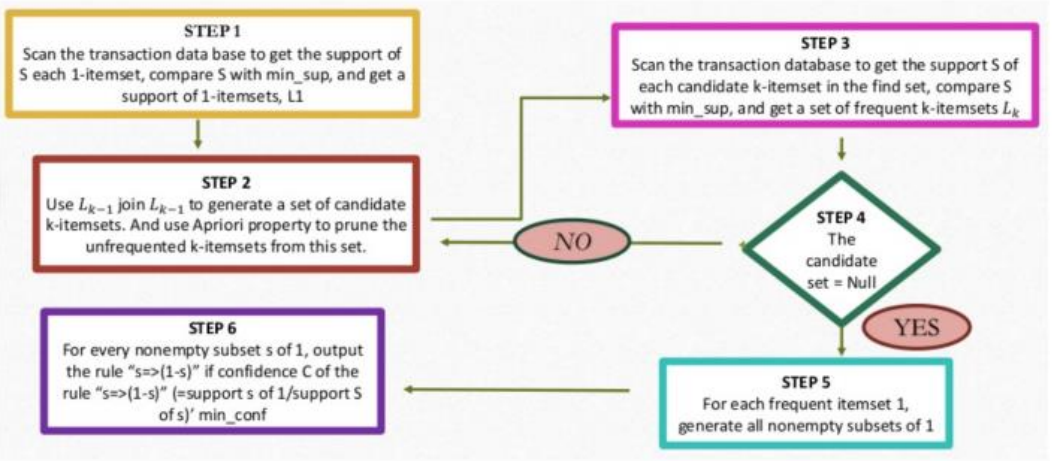 STEP 1
Scan the transaction data base to get the support of
S each 1-itemset, compare S with min_sup, and get a
support of 1-itemsets, L1
STEP 2
Use Lₖ₋₁ join Lₖ₋₁ to generate a set of candidate
k-itemsets. And use Apriori property to prune the
unfrequented k-itemsets from this set.
STEP 3
Scan the transaction database to get the support S of
each candidate k-itemset in the find set, compare S
with min_sup, and get a set of frequent k-itemsets Lₖ
STEP 4
The
candidate
set = Null
NO
YES
STEP 5
For each frequent itemset 1,
generate all nonempty subsets of 1
STEP 6
For every nonempty subset s of 1, output
the rule “s=>(1-s)” if confidence C of the
rule “s=>(1-s)” (=support s of 1/support S
of s)’ min_conf